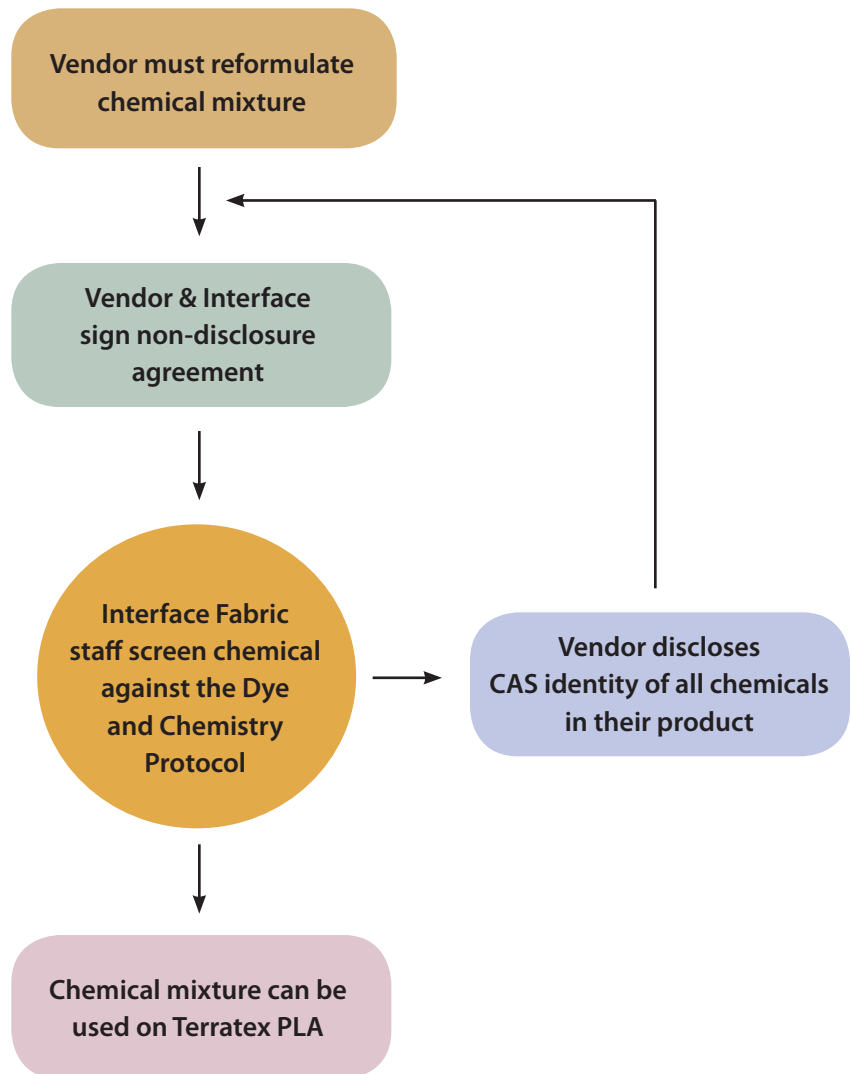 Vendor must reformulate
chemical mixture
Vendor & Interface
sign non-disclosure
agreement
Interface Fabric
staff screen chemical
against the Dye
and Chemistry
Protocol
Vendor discloses
CAS identity of all chemicals
in their product
Chemical mixture can be
used on Terratex PLA